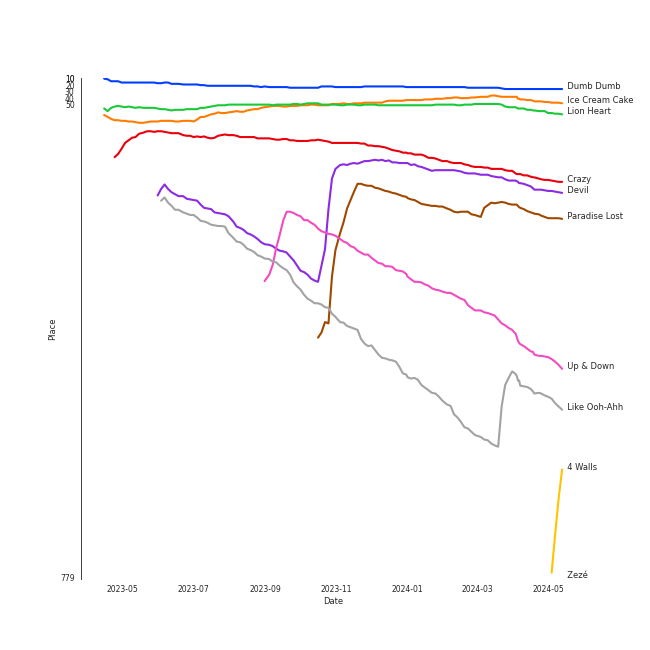 10
20
30
40
50
779
Place
2023-05
2023-07
2023-09
2023-11
2024-01
2024-03
2024-05
Date
Dumb Dumb
Ice Cream Cake
Lion Heart
Crazy
Devil
Paradise Lost
Up & Down
Like Ooh-Ahh
4 Walls
Zezé